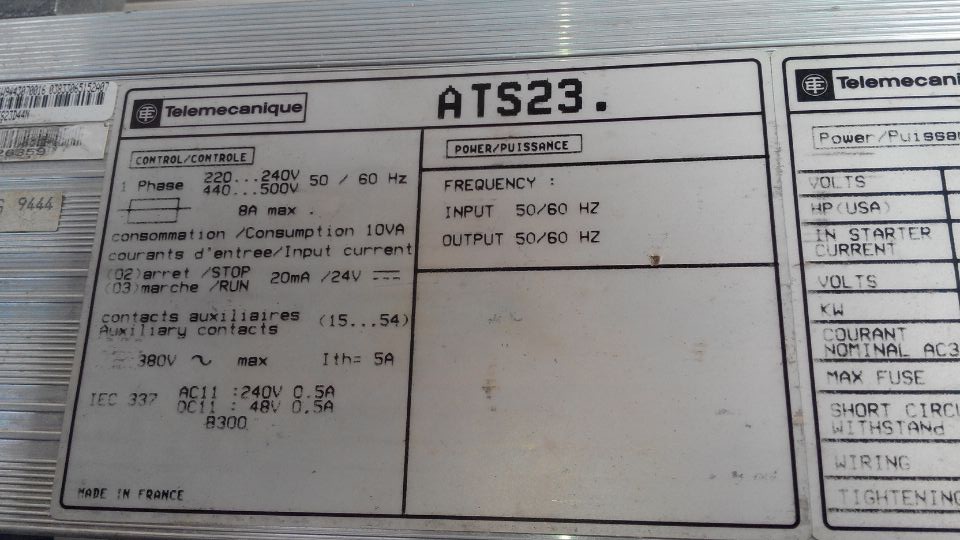 Telemecanique
ATS23.
CONTROL/CONTROLE
1 Phase 220...240V 50 / 60 Hz
440...500V
8A max .
consommation /Consumption 10VA
courants d'entree/Input current
(02)arret /STOP 20mA /24V
(03)marche /RUN
contacts auxiliaires (15...54)
Auxiliary contacts
380V ~ max Ith= 5A
IEC 337 AC11 :240V 0.5A
DC11 : 48V 0.5A
B300
MADE IN FRANCE
POWER/PUISSANCE
FREQUENCY :
INPUT 50/60 HZ
OUTPUT 50/60 HZ
9444
Telemecani
Power/Puissa
VOLTS
HP(USA)
IN STARTER
CURRENT
VOLTS
KW
COURANT
NOMINAL AC3
MAX FUSE
SHORT CIRCU
WITHSTANd
WIRING
TIGHTENING